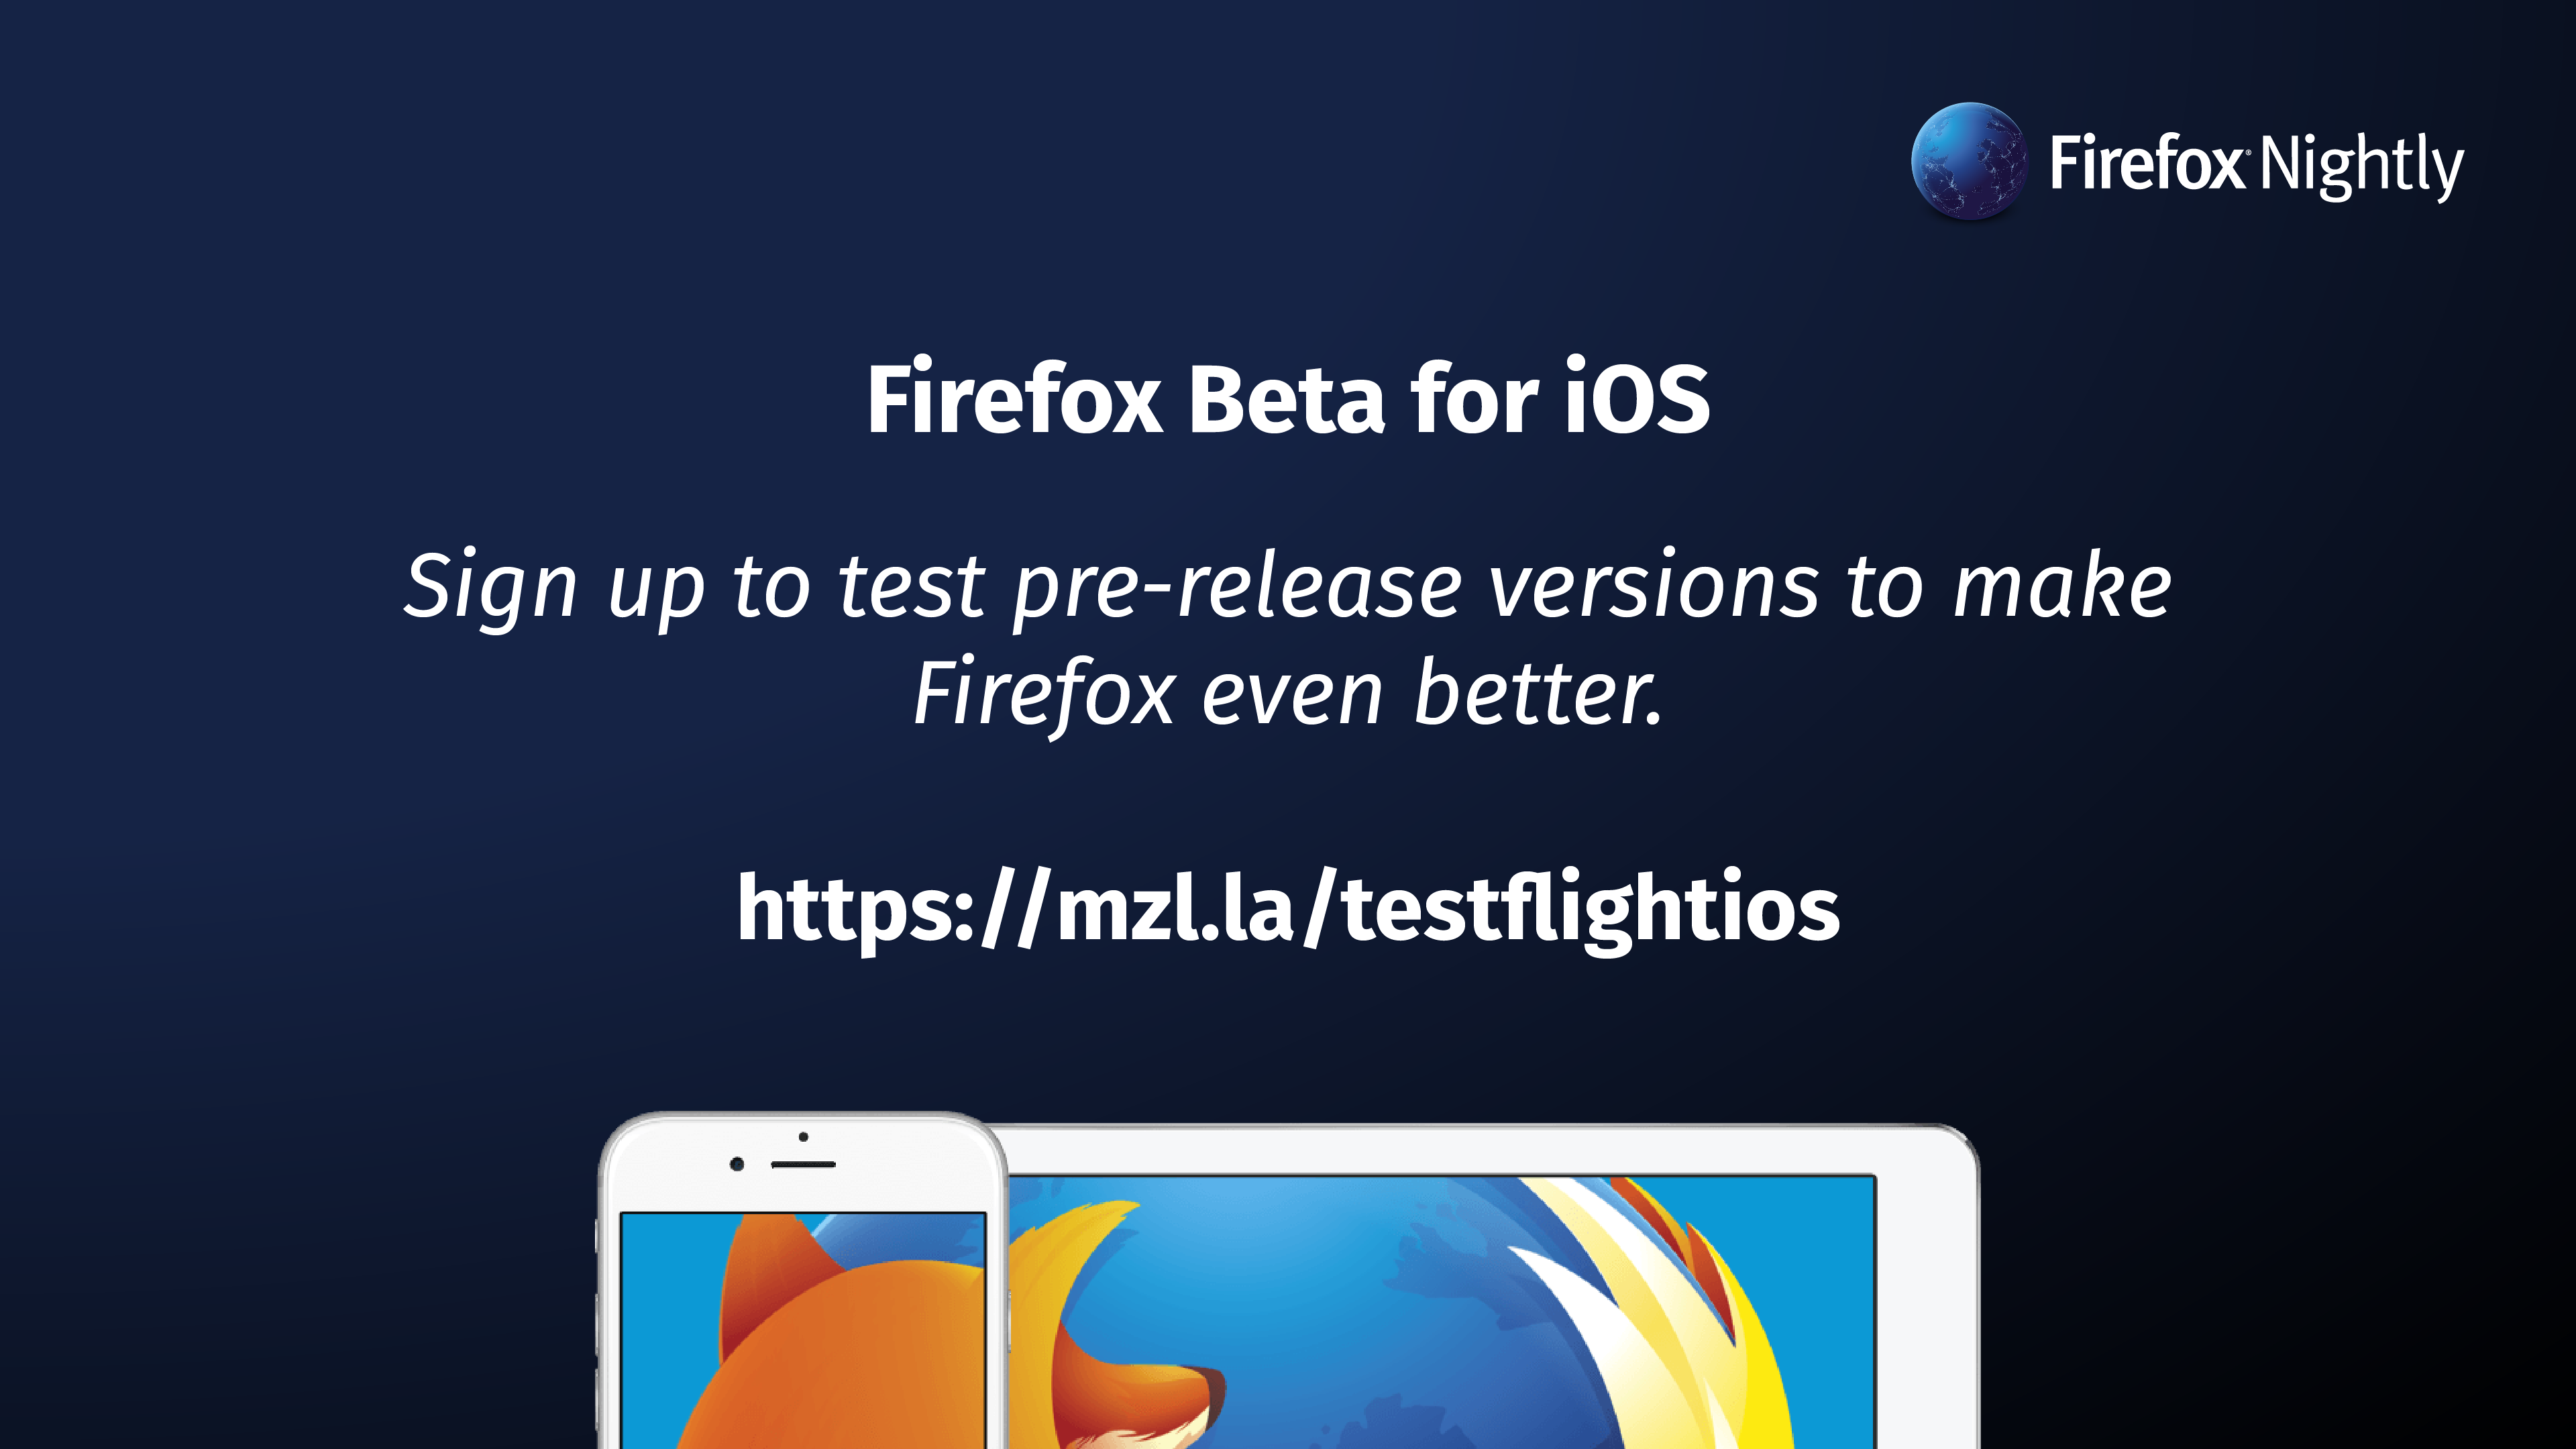 Firefox® Nightly
Firefox Beta for iOS
Sign up to test pre-release versions to make
Firefox even better.
https://mzl.la/testflightios